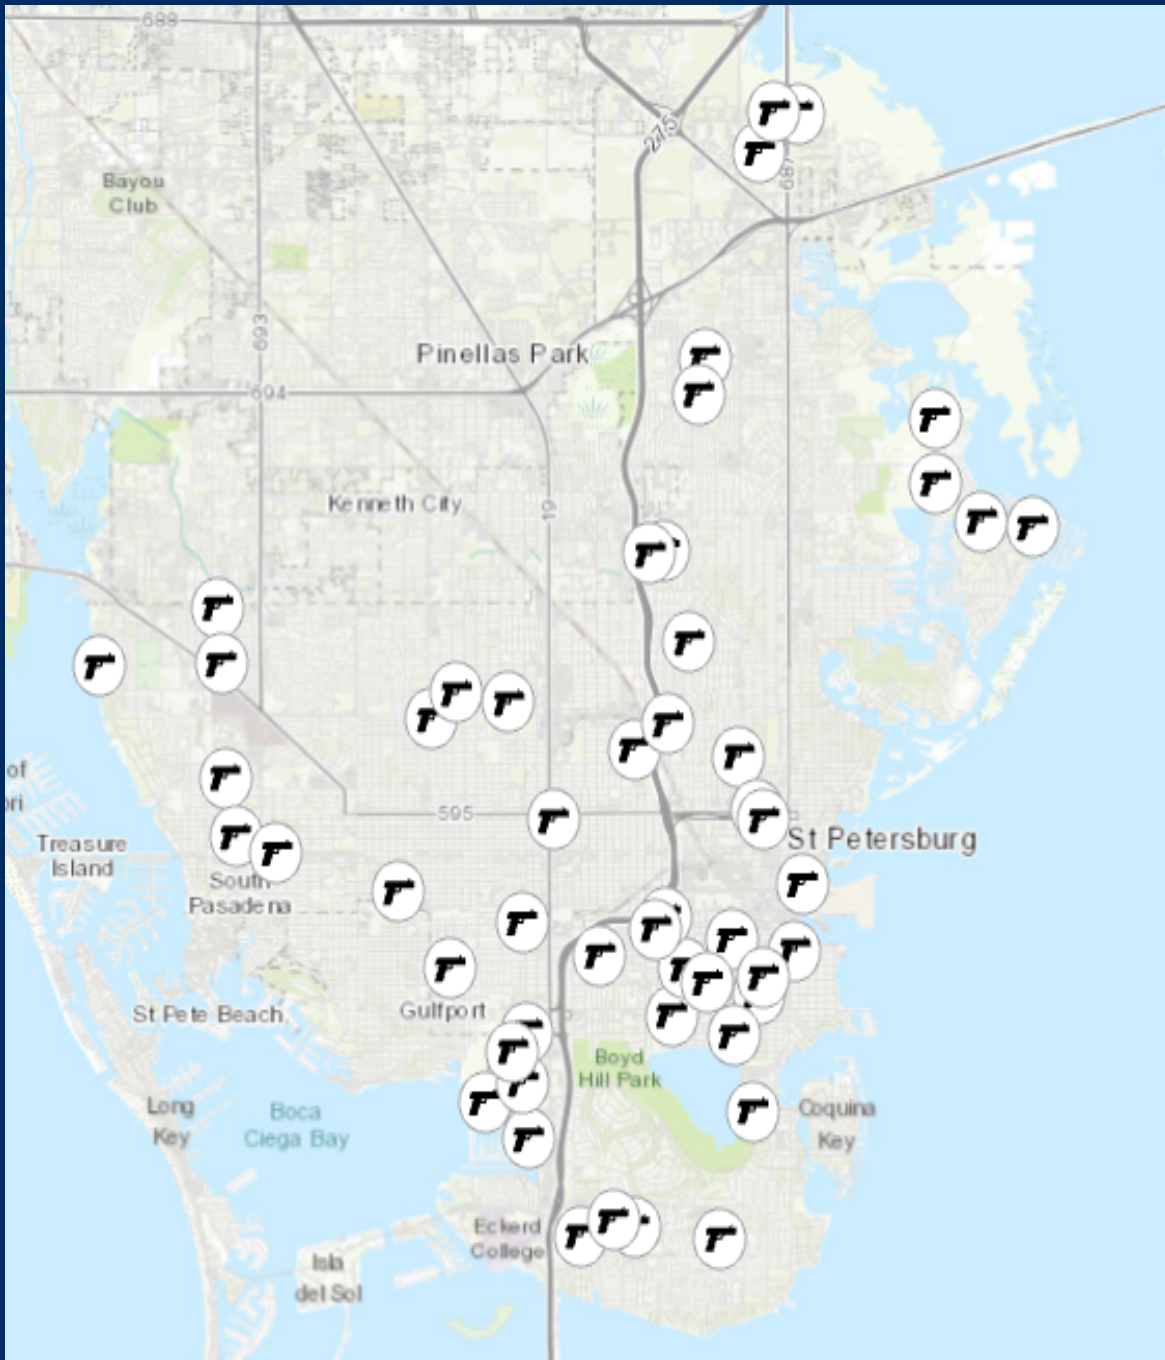 688
275
687
Bayou
Club
693
Pinellas Park
694
Kenneth City
19
of
ori
595
Treasure
Island
St Petersburg
South
Pasadena
St Pete Beach
Gulfport
Boyd
Hill Park
Long
Key
Boca
Ciega Bay
Coquina
Key
Eckerd
College
Isla
del Sol